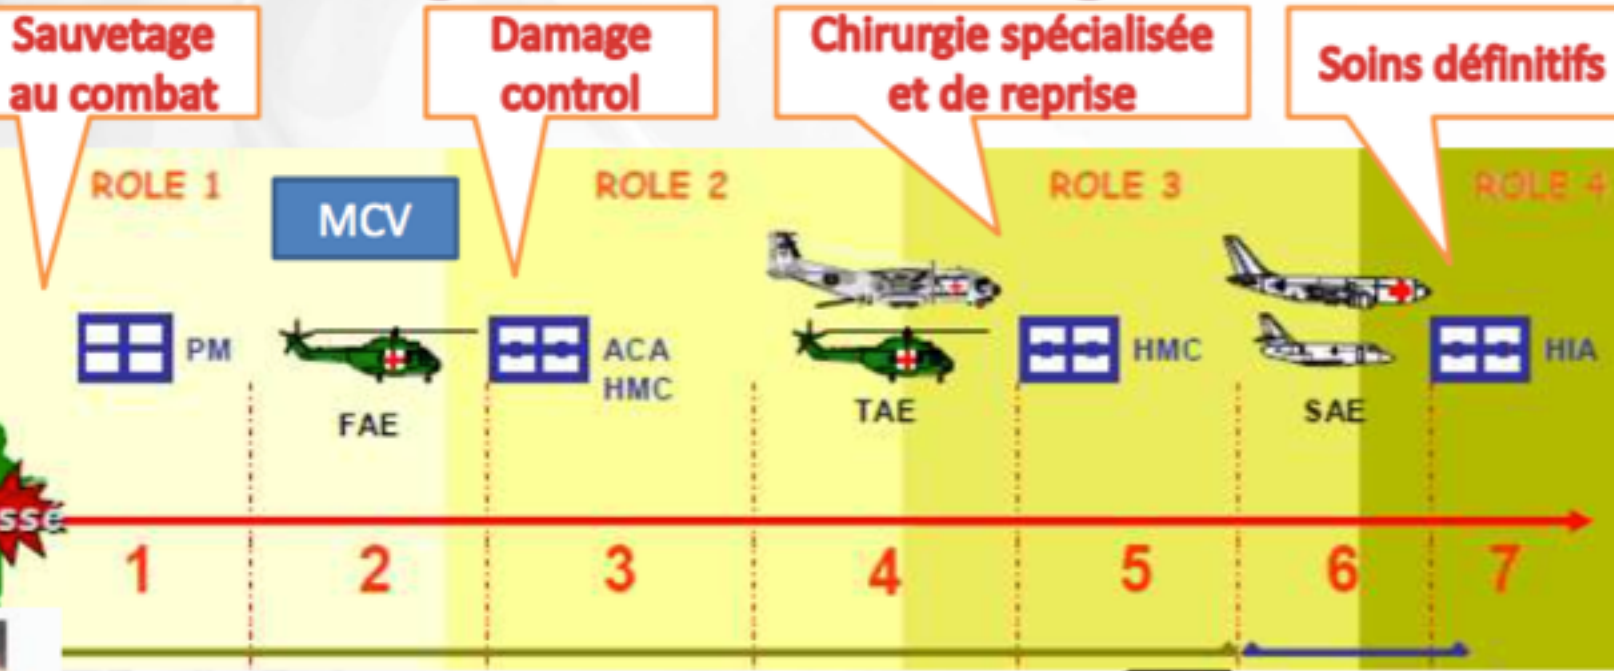 Sauvetage
au combat
Damage
control
Chirurgie spécialisée
et de reprise
Soins définitifs
ROLE 1
MCV
ROLE 2
ROLE 3
ROLE 4
PM
FAE
ACA
HMC
TAE
HMC
SAE
HIA
ssé
1
2
3
4
5
6
7